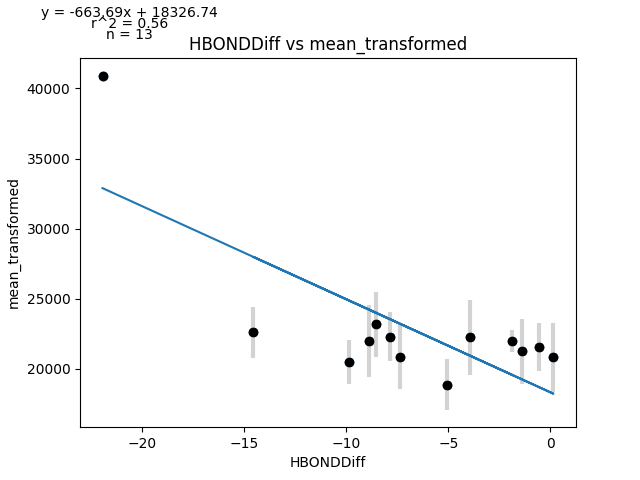 y = -663.69x + 18326.74
r^2 = 0.56
n = 13
HBONDDiff vs mean_transformed
40000
35000
30000
25000
20000
mean_transformed
−20
−15
−10
−5
0
HBONDDiff